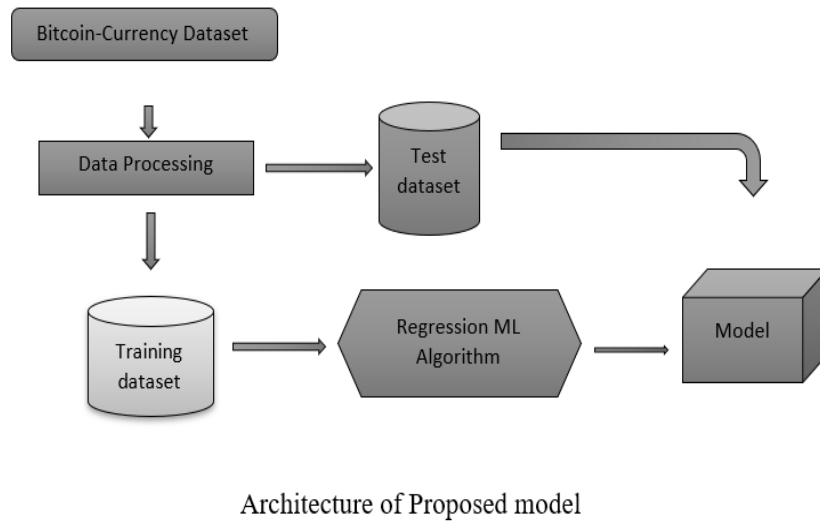 Bitcoin-Currency Dataset
Data Processing
Test
dataset
Training
dataset
Regression ML
Algorithm
Model
Architecture of Proposed model